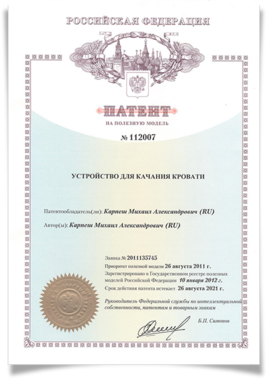 РОССИЙСКАЯ ФЕДЕРАЦИЯ
ПАТЕНТ
НА ПОЛЕЗНУЮ МОДЕЛЬ
№ 112007
УСТРОЙСТВО ДЛЯ КАЧАНИЯ КРОВАТИ
Патентообладатель(ли): Карпеш Михаил Александрович (RU)
Автор(ы): Карпеш Михаил Александрович (RU)
Заявка № 2011135745
Приоритет полезной модели 26 августа 2011 г.
Зарегистрировано в Государственном реестре полезных
моделей Российской Федерации 10 января 2012 г.
Срок действия патента истекает 26 августа 2021 г.
Руководитель Федеральной службы по интеллектуальной
собственности, патентам и товарным знакам
Б.П. Симонов